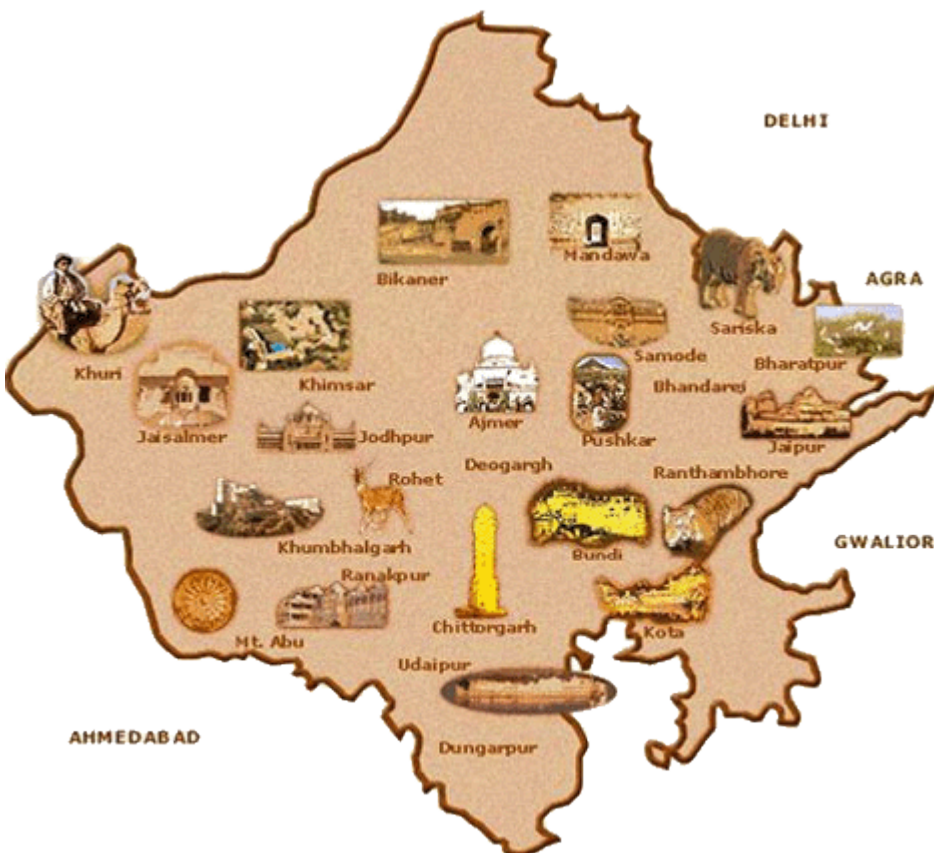 DELHI
Mandawa
Bikaner
AGRA
Sariska
Samode
Bharatpur
Khuri
Khimsar
Bhandarej
Ajmer
Jaisalmer
Jodhpur
Pushkar
Jaipur
Deogargh
Rohet
Ranthambhore
GWALIOR
Khumbhalgarh
Bundi
Ranakpur
Chittorgarh
Kota
Mt. Abu
Udaipur
AHMEDABAD
Dungarpur